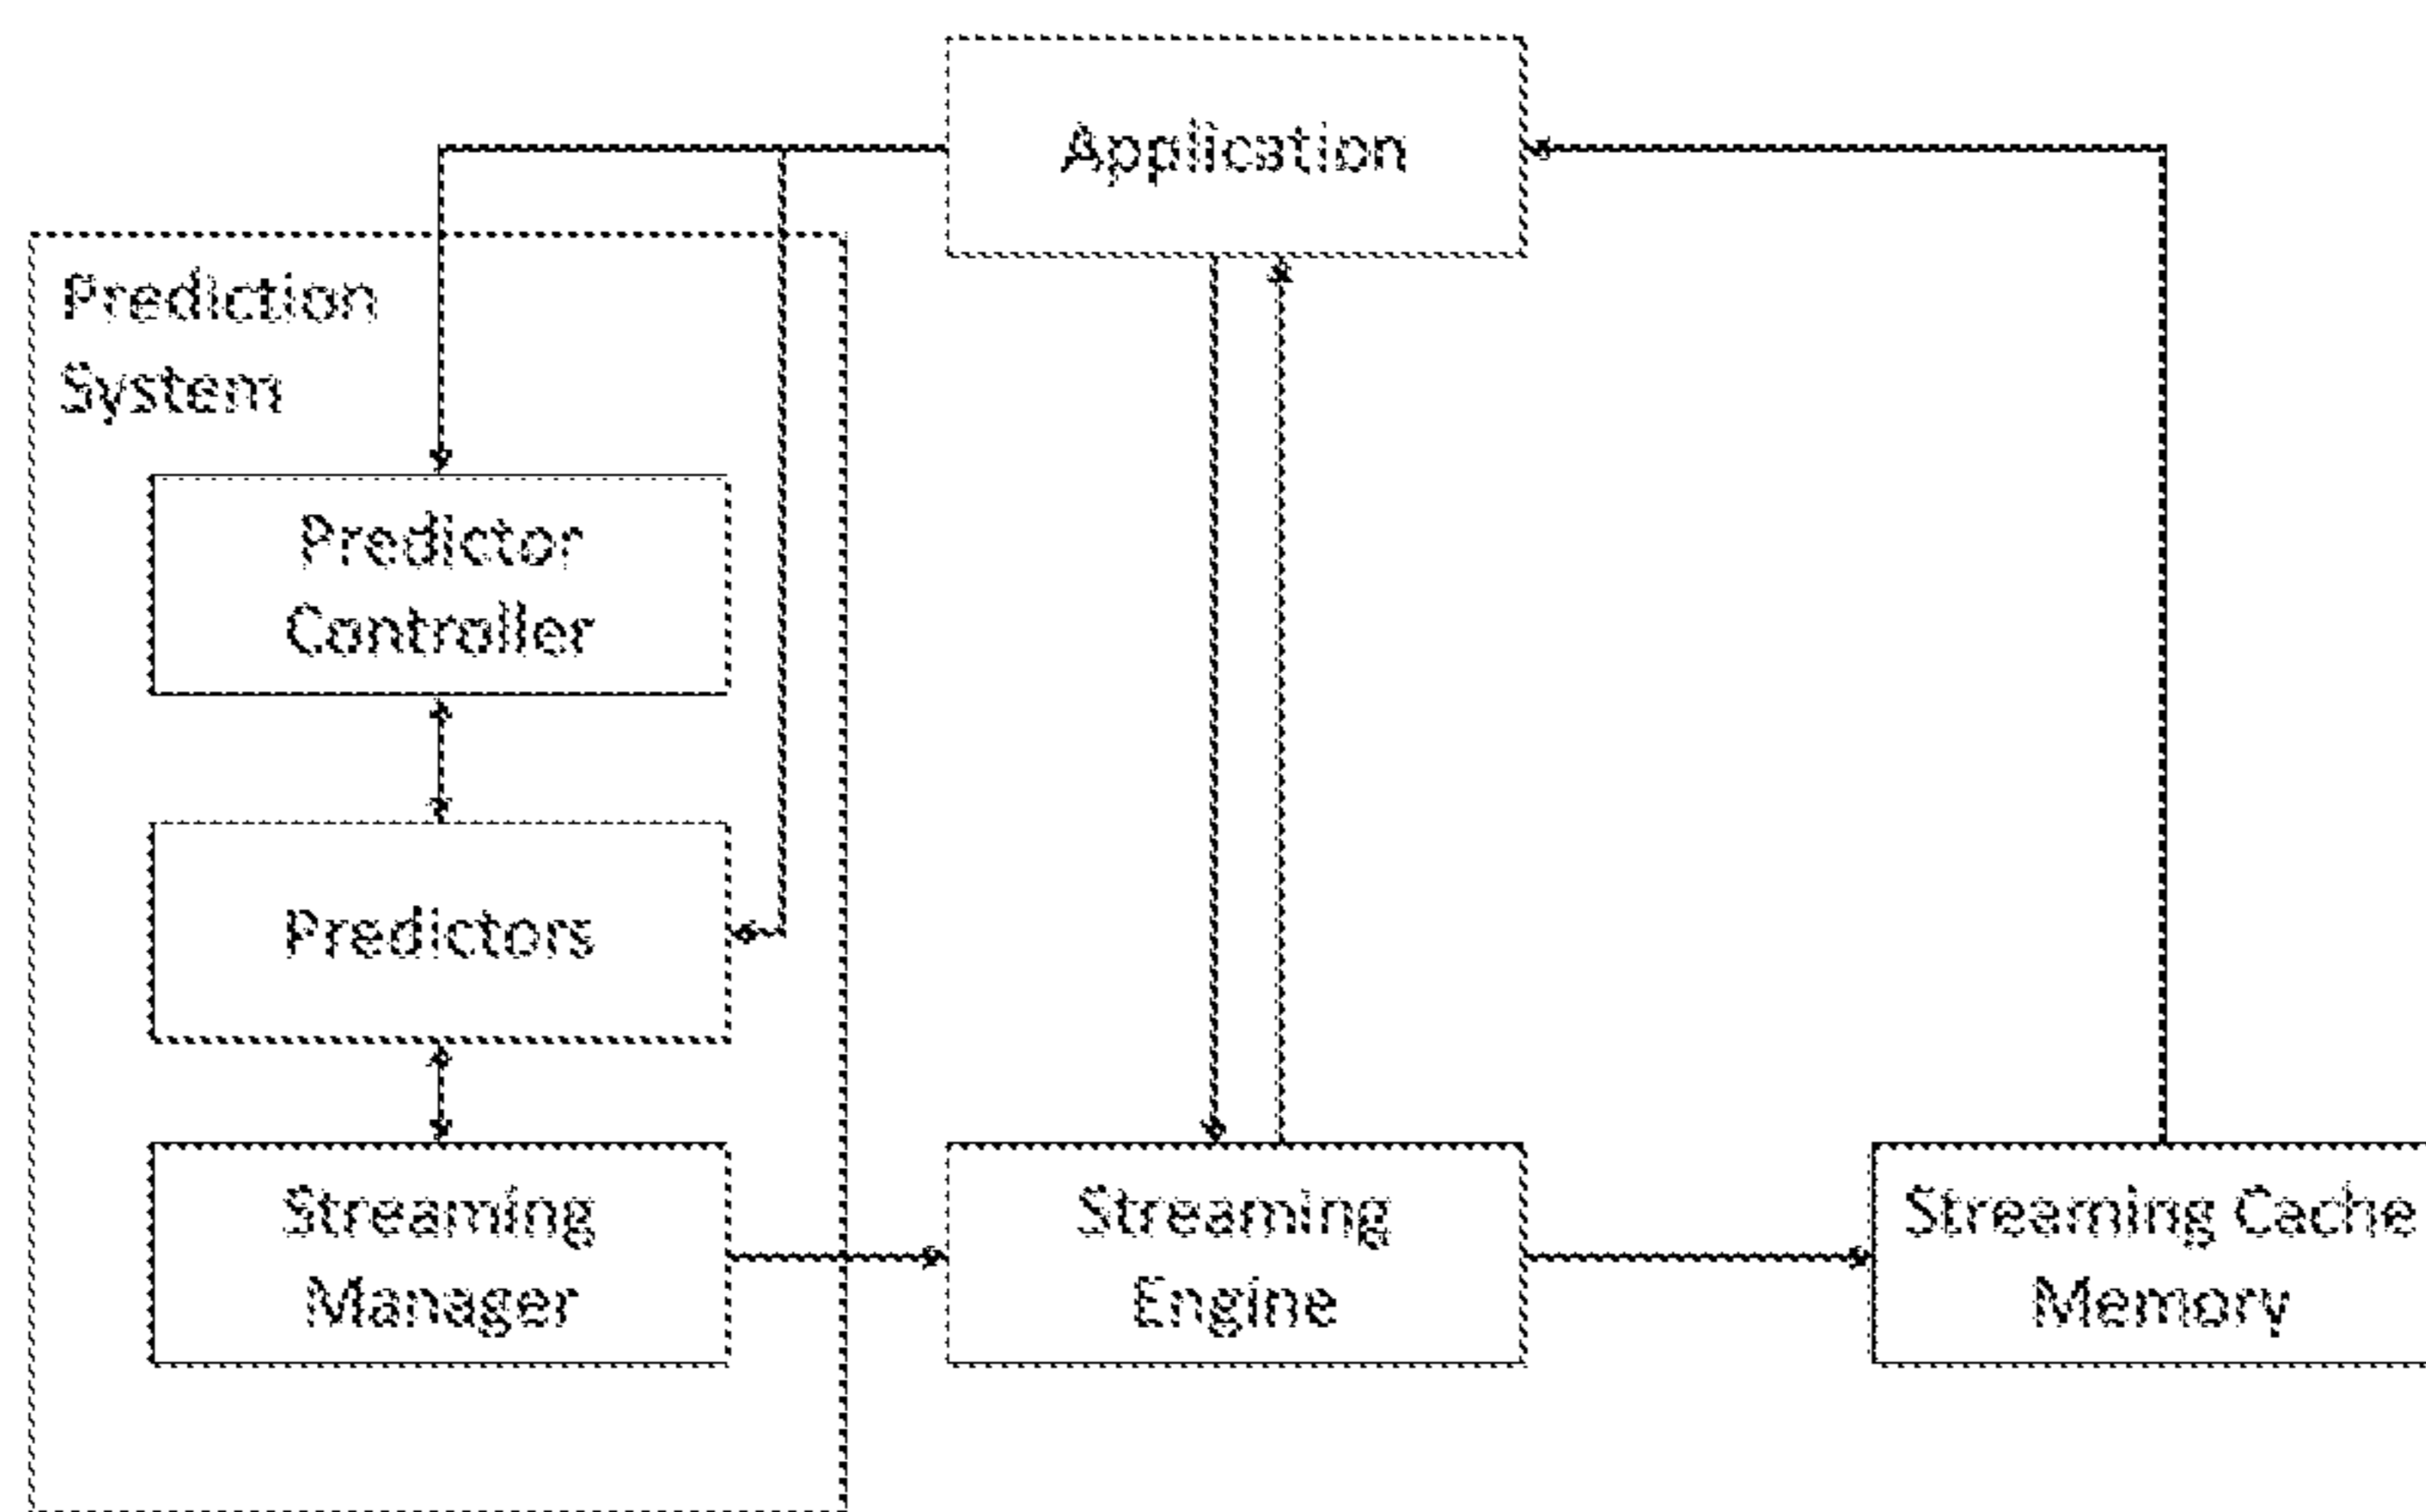 Application
Prediction
System
Predictor
Controller
Predictors
Streaming
Manager
Streaming
Engine
Streaming Cache
Memory